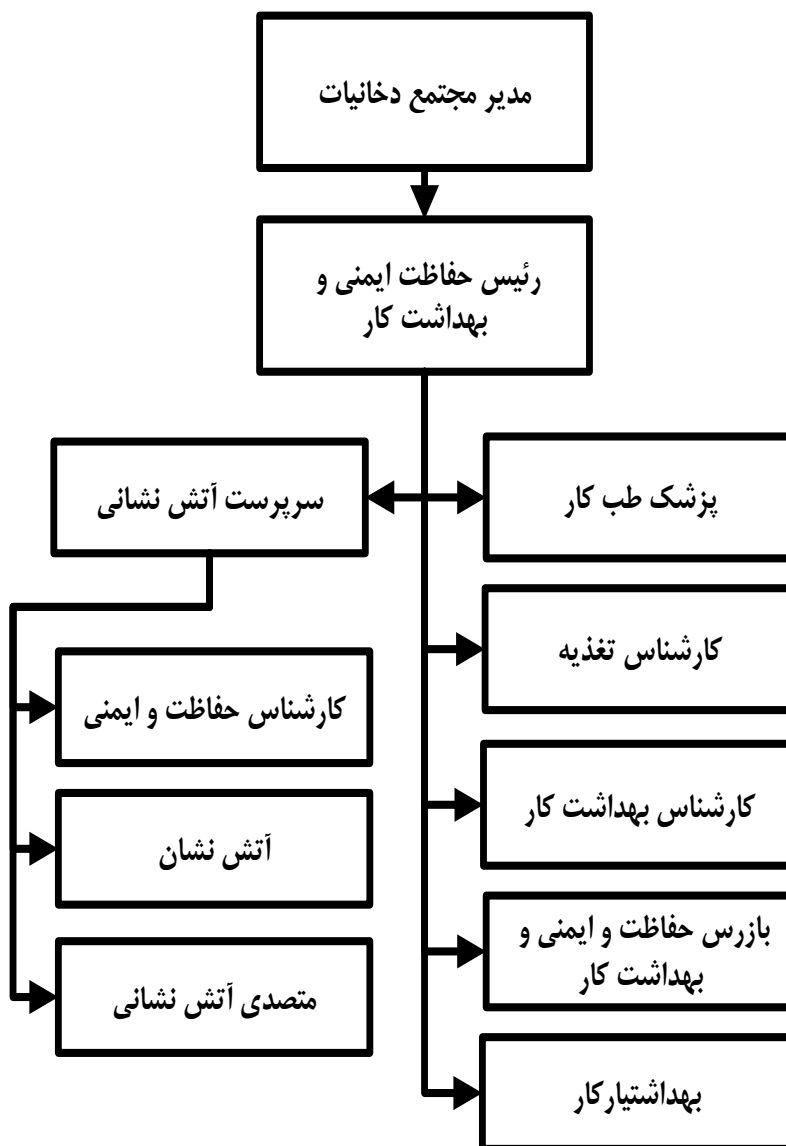 مدیر مجتمع دخانیات
رئیس حفاظت ایمنی و
بهداشت کار
پزشک طب کار
سرپرست آتش نشانی
کارشناس تغذیه
کارشناس حفاظت و ایمنی
کارشناس بهداشت کار
آتش نشان
بازرس حفاظت و ایمنی و
بهداشت کار
متصدی آتش نشانی
بهداشتیارکار